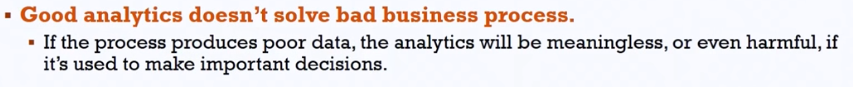 ▪ Good analytics doesn't solve bad business process.
▪ If the process produces poor data, the analytics will be meaningless, or even harmful, if
it's used to make important decisions.